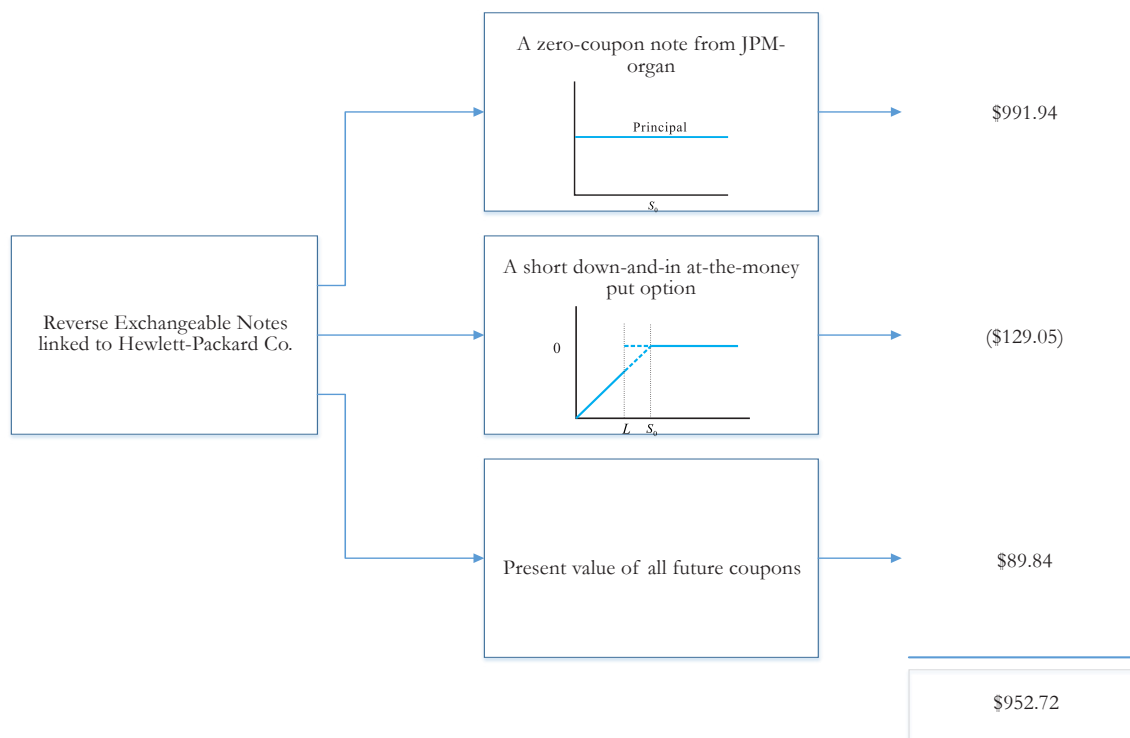 A zero-coupon note from JPM-
organ
Principal
S₀
$991.94
Reverse Exchangeable Notes
linked to Hewlett-Packard Co.
A short down-and-in at-the-money
put option
0
L S₀
($129.05)
Present value of all future coupons
$89.84
$952.72